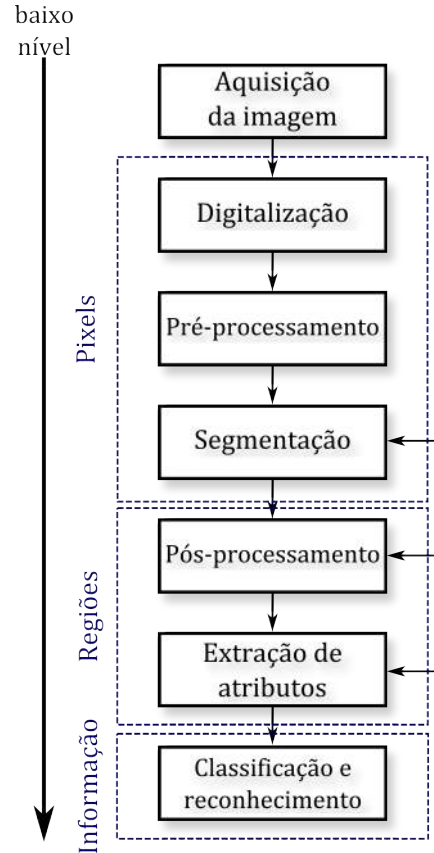 baixo
nível
Aquisição
da imagem
Digitalização
Pré-processamento
Segmentação
Pixels
Pós-processamento
Extração de
atributos
Regiões
Classificação e
reconhecimento
Informação